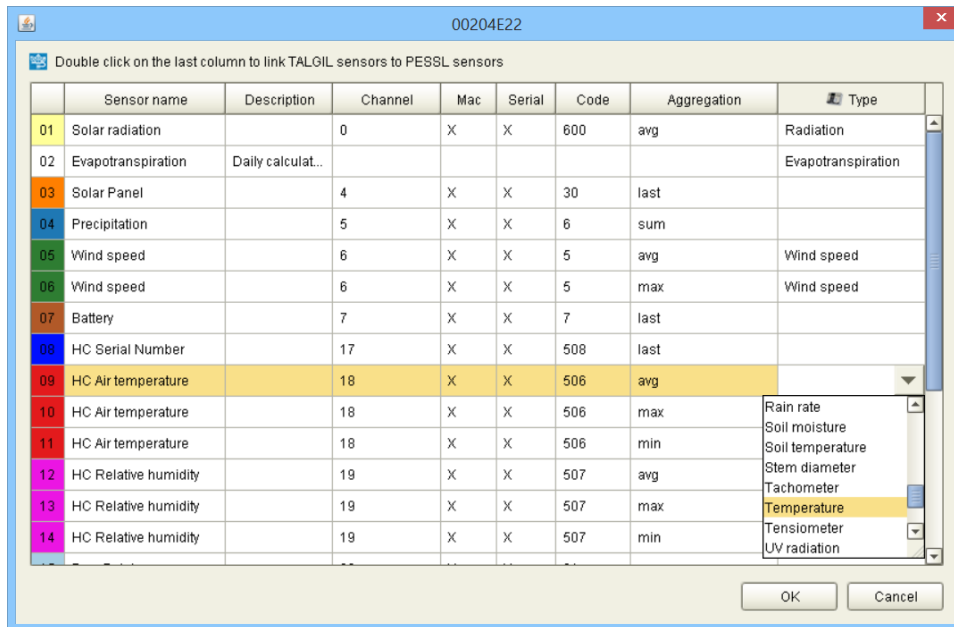 00204E22
Double click on the last column to link TALGIL sensors to PESSL sensors
Sensor name Description Channel Mac Serial Code Aggregation Type
01 Solar radiation 0 X X 600 avg Radiation
02 Evapotranspiration Daily calculat... Evapotranspiration
03 Solar Panel 4 X X 30 last
04 Precipitation 5 X X 6 sum
05 Wind speed 6 X X 5 avg Wind speed
06 Wind speed 6 X X 5 max Wind speed
07 Battery 7 X X 7 last
08 HC Serial Number 17 X X 508 last
09 HC Air temperature 18 X X 506 avg
10 HC Air temperature 18 X X 506 max
11 HC Air temperature 18 X X 506 min
12 HC Relative humidity 19 X X 507 avg
13 HC Relative humidity 19 X X 507 max
14 HC Relative humidity 19 X X 507 min
Rain rate
Soil moisture
Soil temperature
Stem diameter
Tachometer
Temperature
Tensiometer
UV radiation
OK Cancel